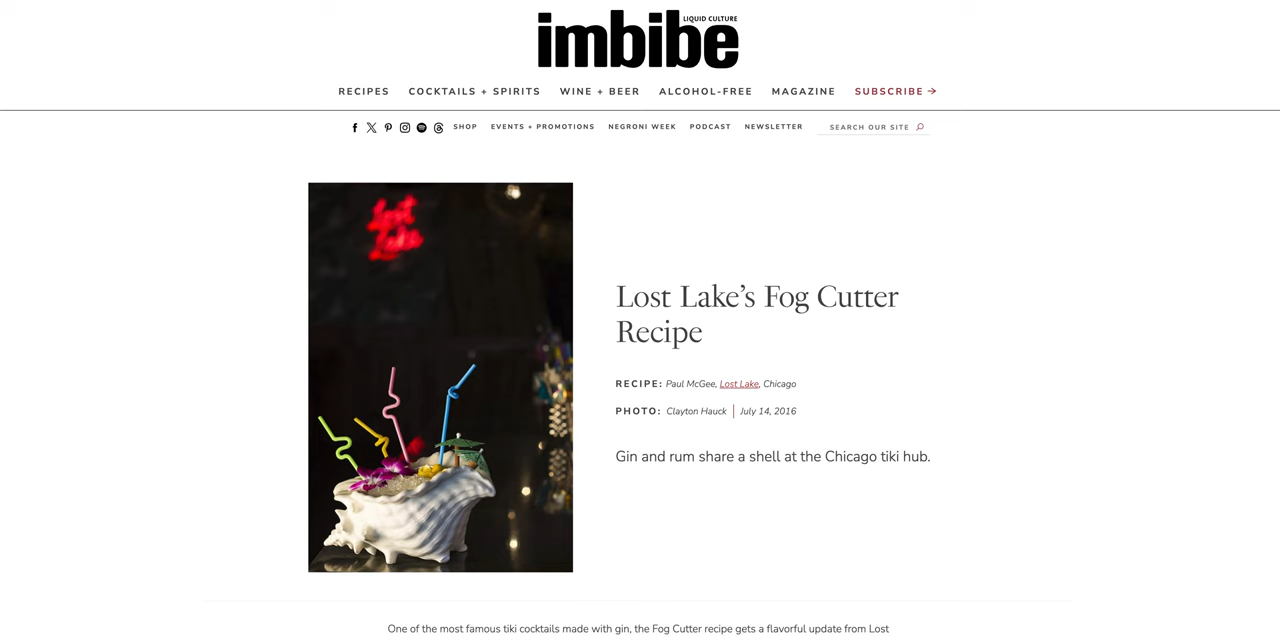 LIQUID CULTURE
imbibe
RECIPES COCKTAILS + SPIRITS WINE + BEER ALCOHOL-FREE MAGAZINE SUBSCRIBE →
SHOP EVENTS + PROMOTIONS NEGRONI WEEK PODCAST NEWSLETTER SEARCH OUR SITE
Lost
Lake
Lost Lake’s Fog Cutter
Recipe
RECIPE: Paul McGee, Lost Lake, Chicago
PHOTO: Clayton Hauck | July 14, 2016
Gin and rum share a shell at the Chicago tiki hub.
One of the most famous tiki cocktails made with gin, the Fog Cutter recipe gets a flavorful update from Lost